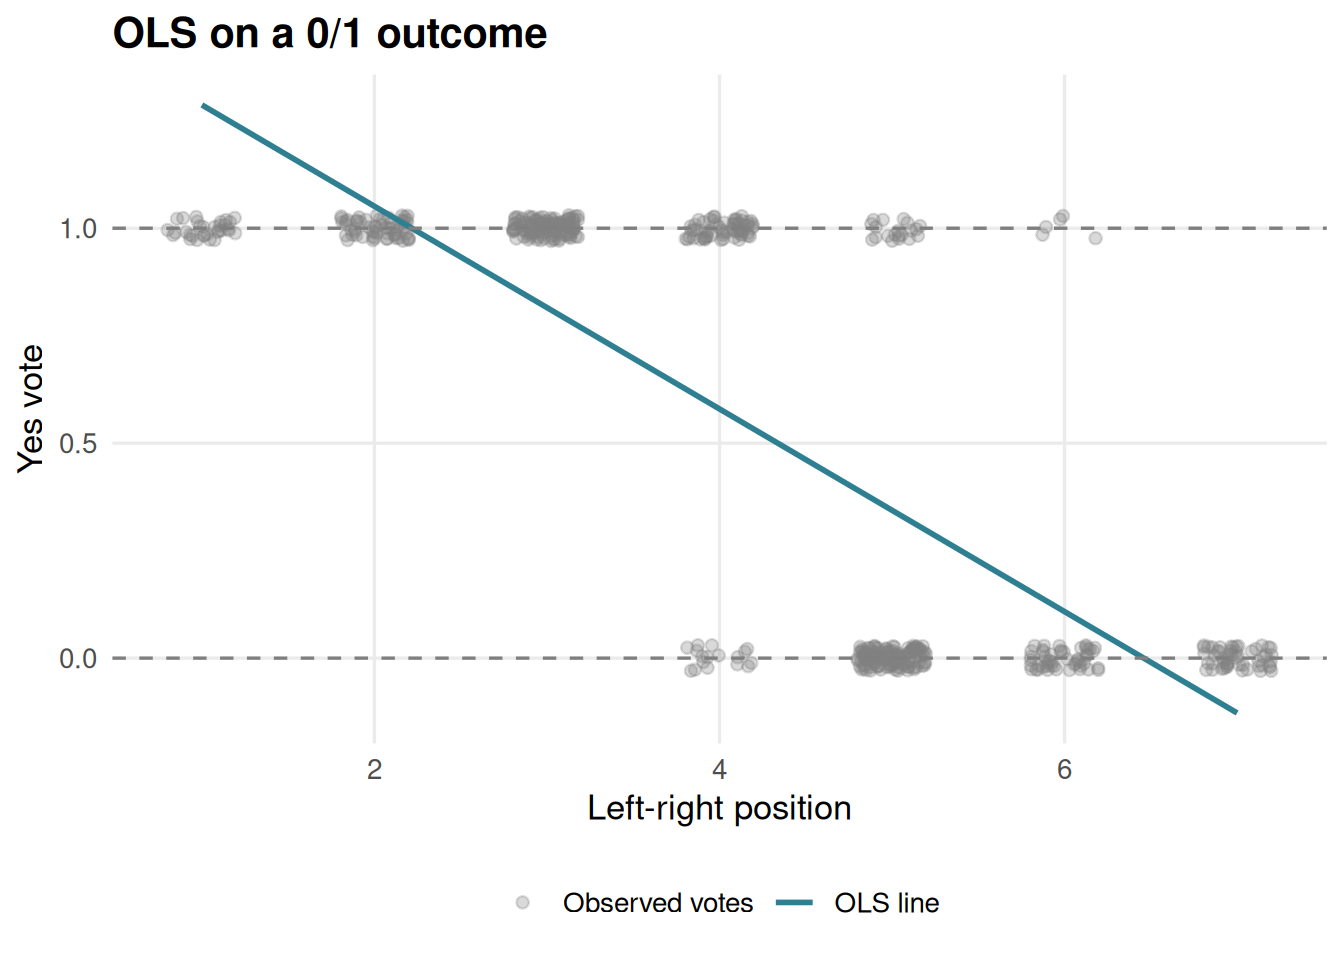 OLS on a 0/1 outcome
Yes vote
1.0
0.5
0.0
2 4 6
Left-right position
Observed votes OLS line